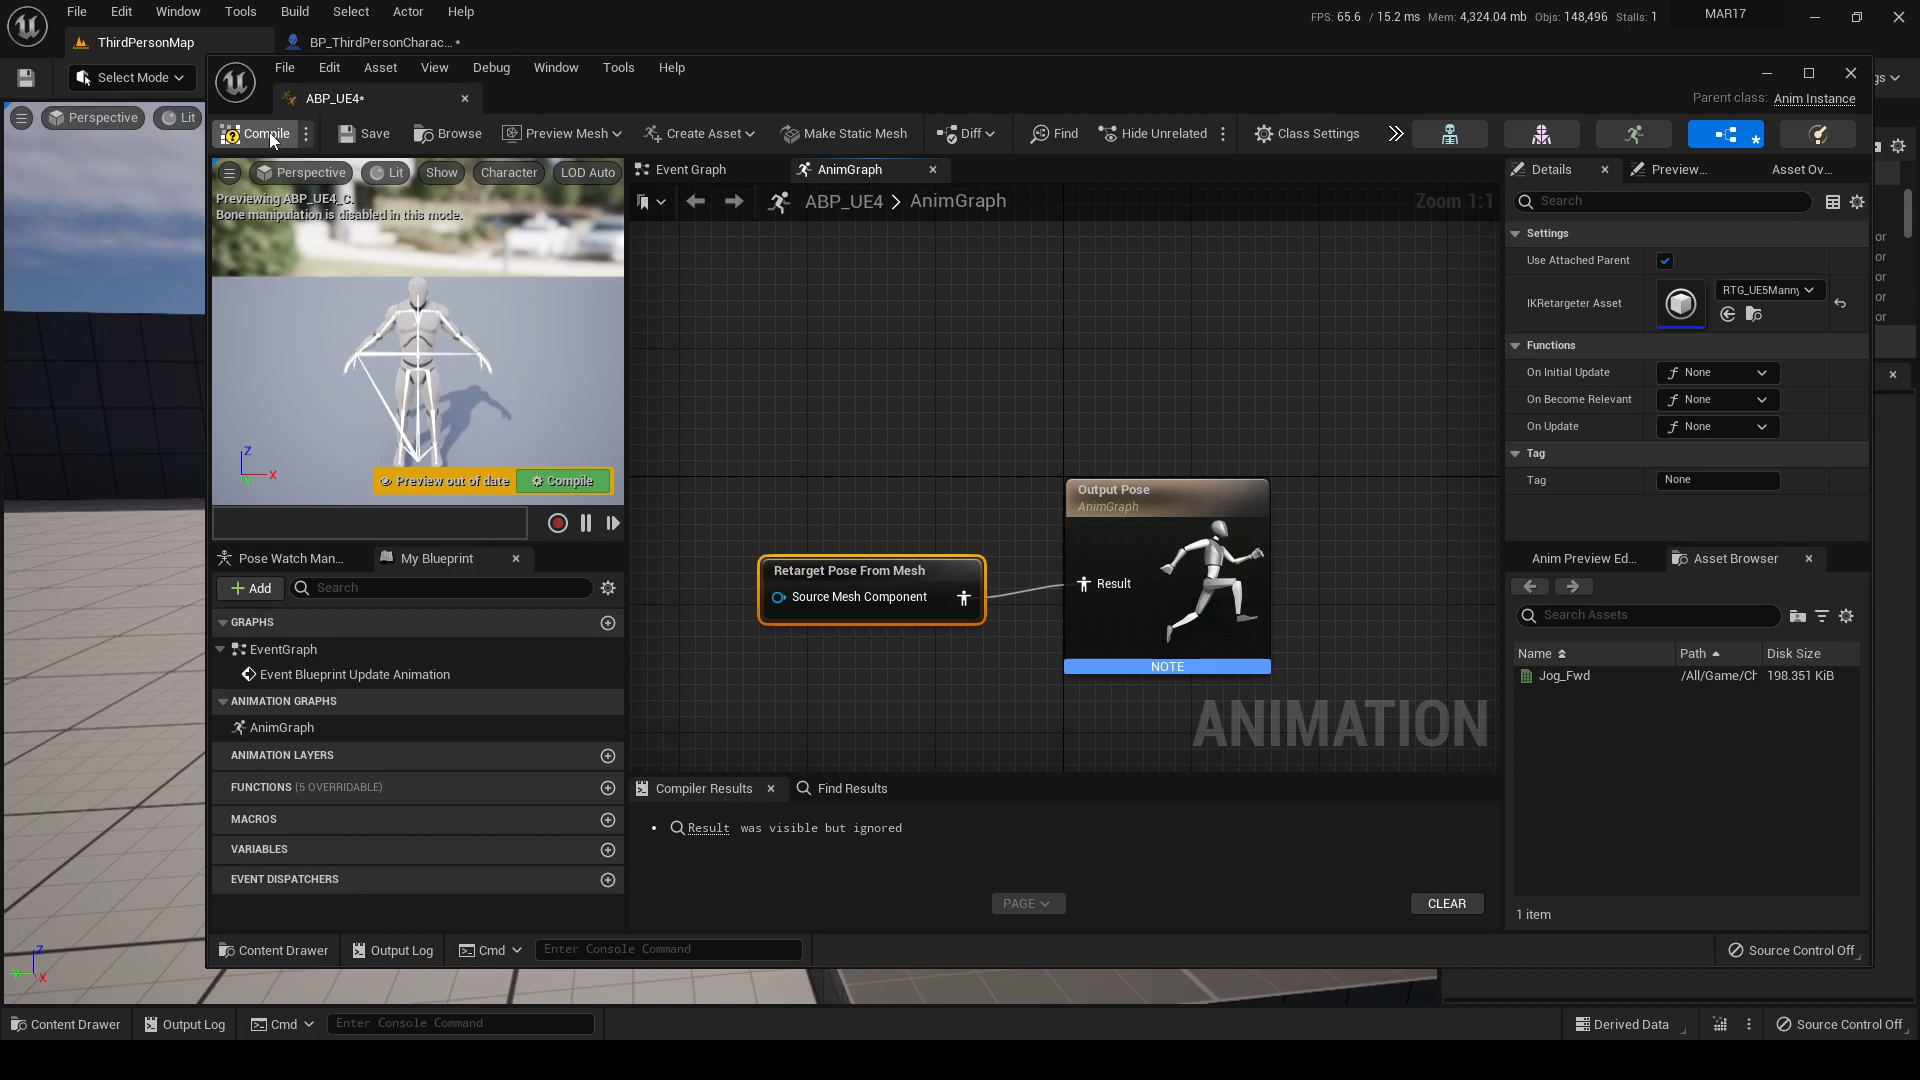 File Edit Window Tools Build Select Actor Help
FPS: 65.6 / 15.2 ms Mem: 4,324.04 mb Objs: 148,496 Stalls: 1
MAR17
ThirdPersonMap
BP_ThirdPersonCharac... *
Select Mode
gs
File Edit Asset View Debug Window Tools Help
ABP_UE4*
Parent class: Anim Instance
Compile
Save
Browse
Preview Mesh
Create Asset
Make Static Mesh
Diff
Find
Hide Unrelated
Class Settings
Perspective
Lit
Perspective
Lit
Show
Character
LOD Auto
Previewing ABP_UE4_C.
Bone manipulation is disabled in this mode.
Z
X
Y
Preview out of date
Compile
Event Graph
AnimGraph
ABP_UE4 > AnimGraph
Zoom 1:1
Output Pose
AnimGraph
Result
NOTE
Retarget Pose From Mesh
Source Mesh Component
ANIMATION
Details
Preview...
Asset Ov...
Search
Settings
Use Attached Parent
IKRetargeter Asset
RTG_UE5Manny
Functions
On Initial Update
None
On Become Relevant
None
On Update
None
Tag
Tag
None
or
or
or
or
or
Pose Watch Man...
My Blueprint
Add
Search
GRAPHS
EventGraph
Event Blueprint Update Animation
ANIMATION GRAPHS
AnimGraph
ANIMATION LAYERS
FUNCTIONS (5 OVERRIDABLE)
MACROS
VARIABLES
EVENT DISPATCHERS
Compiler Results
Find Results
Result was visible but ignored
PAGE
CLEAR
Anim Preview Ed...
Asset Browser
Search Assets
Name Path Disk Size
Jog_Fwd /All/Game/Ch 198.351 KiB
1 item
Content Drawer
Output Log
Cmd
Enter Console Command
Source Control Off
Z
Y
X
Content Drawer
Output Log
Cmd
Enter Console Command
Derived Data
Source Control Off